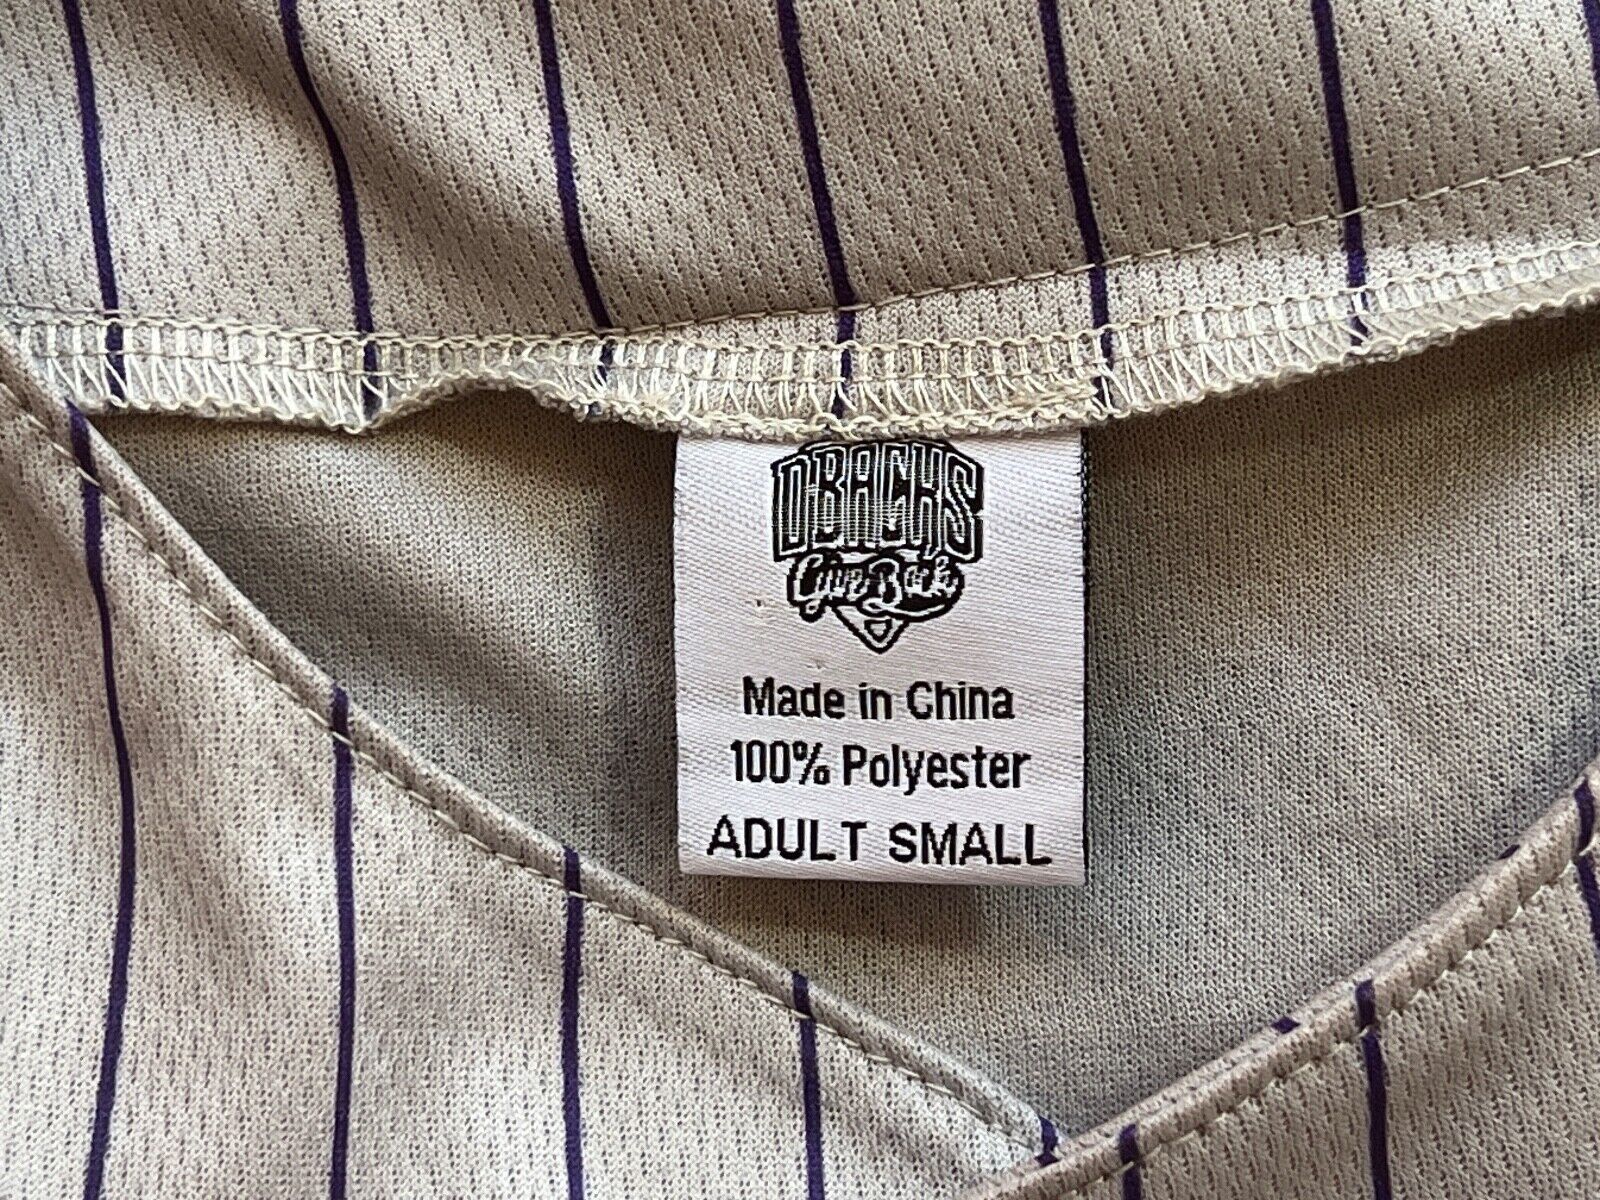 DBACKS
Give Back
Made in China
100% Polyester
ADULT SMALL